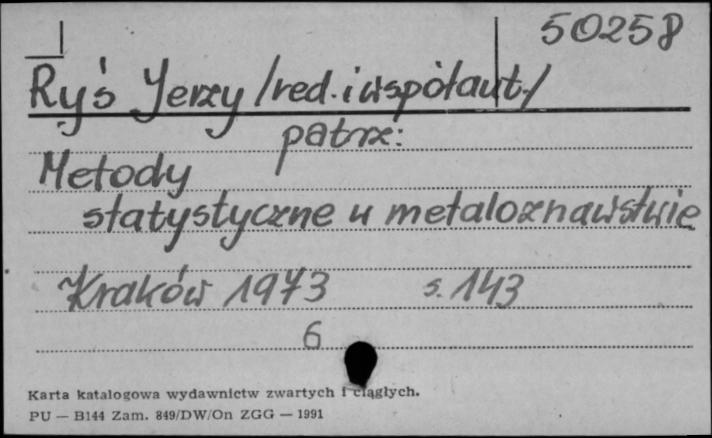 50258
Ryś Jerzy /red. i współaut./
patrz:
Metody
statystyczne w metaloznawstwie
Kraków 1973 s. 143
6
Karta katalogowa wydawnictw zwartych i ciągłych.
PU — B144 Zam. 849/DW/On ZGG — 1991